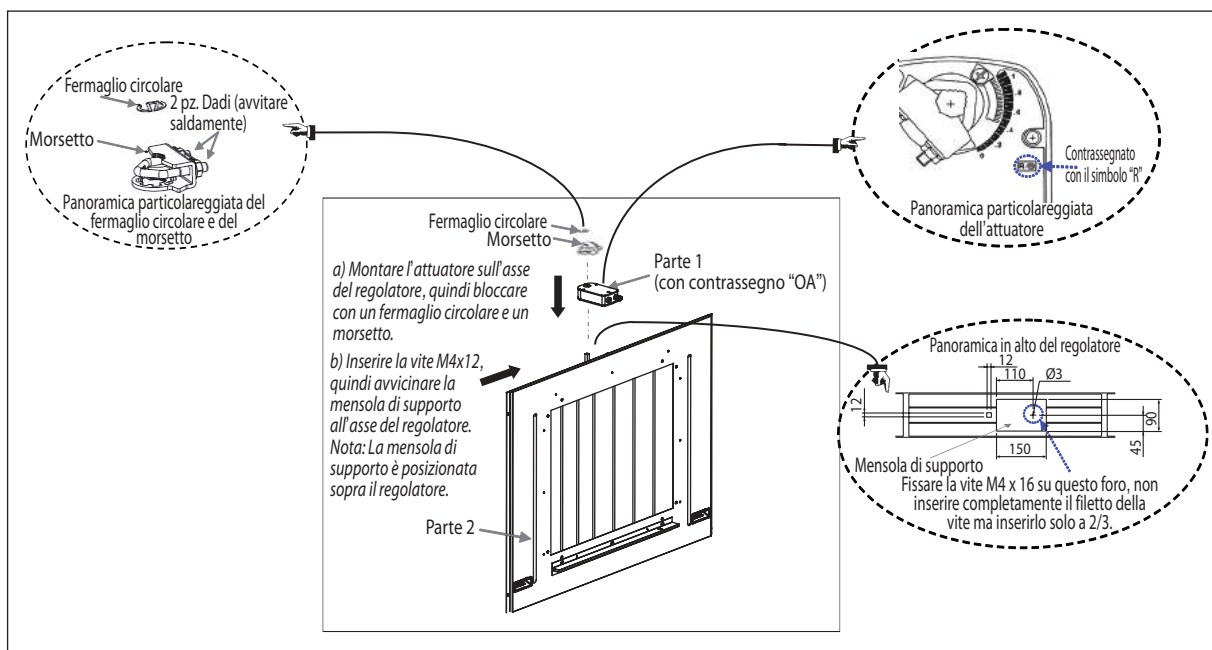 Fermaglio circolare
2 pz. Dadi (avvitare
saldamente)
Morsetto
Panoramica particolareggiata del
fermaglio circolare e del
morsetto
Contrassegnato
con il simbolo “R”
Panoramica particolareggiata
dell’attuatore
Fermaglio circolare
Morsetto
Parte 1
(con contrassegno “OA”)
a) Montare l’attuatore sull’asse
del regolatore, quindi bloccare
con un fermaglio circolare e un
morsetto.
b) Inserire la vite M4x12,
quindi avvicinare la
mensola di supporto
all’asse del regolatore.
Nota: La mensola di
supporto è posizionata
sopra il regolatore.
Parte 2
Panoramica in alto del regolatore
12
110
Ø3
12
90
45
150
Mensola di supporto
Fissare la vite M4 x 16 su questo foro, non
inserire completamente il filetto della
vite ma inserirlo solo a 2/3.